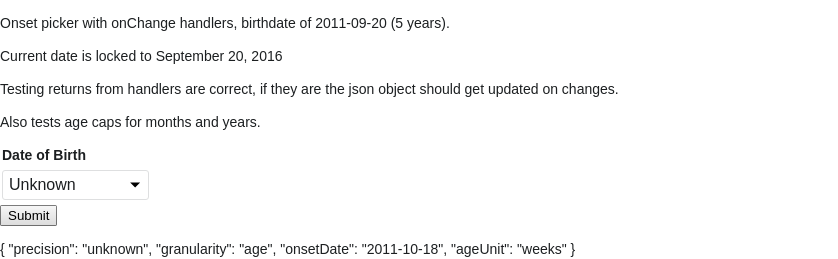 Onset picker with onChange handlers, birthdate of 2011-09-20 (5 years).
Current date is locked to September 20, 2016
Testing returns from handlers are correct, if they are the json object should get updated on changes.
Also tests age caps for months and years.
Date of Birth
Unknown
Submit
{ "precision": "unknown", "granularity": "age", "onsetDate": "2011-10-18", "ageUnit": "weeks" }